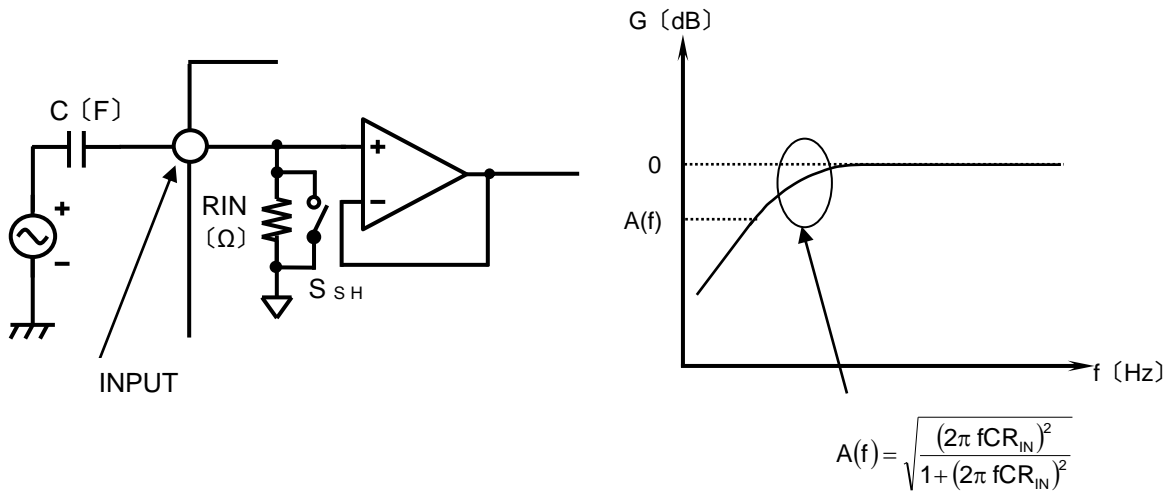 C〔F〕
+
−
INPUT
RIN
〔Ω〕
S SH
+
−
G〔dB〕
0
A(f)
f〔Hz〕
A(f) = √((2π fCR_IN)² / (1+(2π fCR_IN)²))